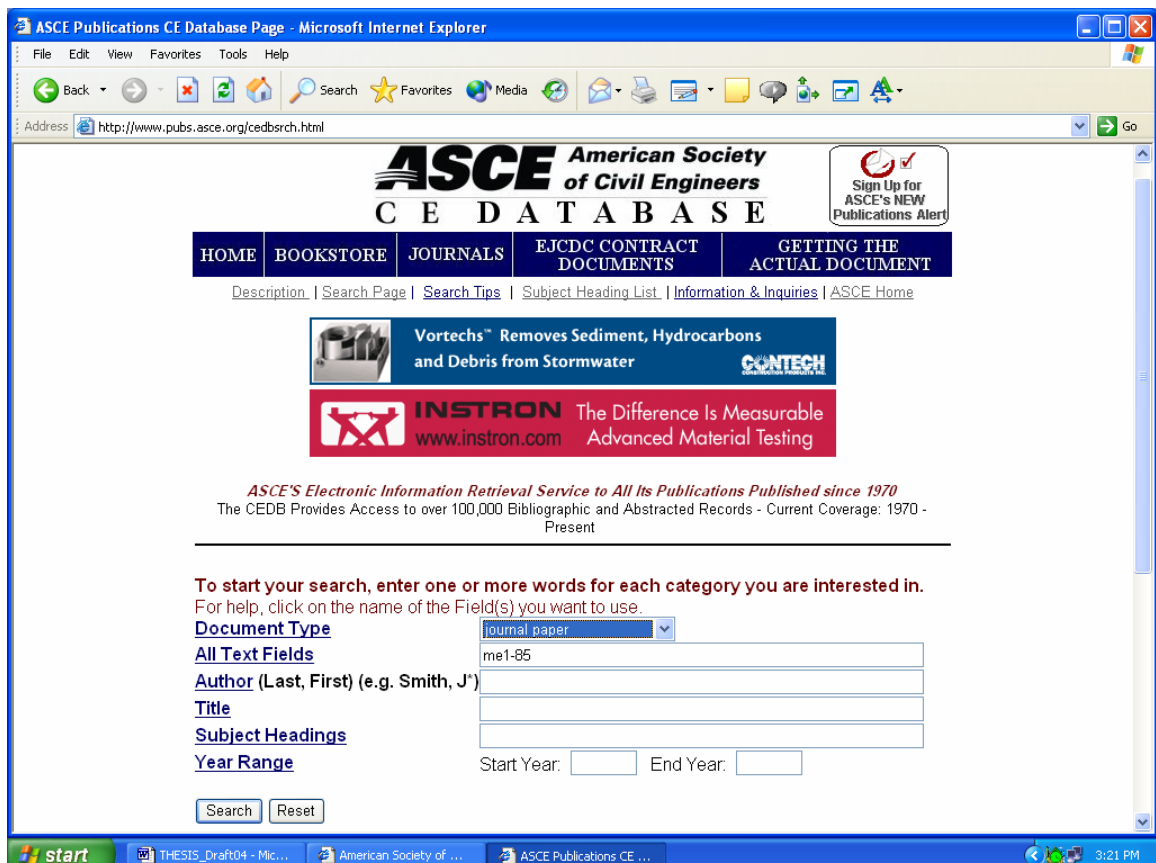 ASCE Publications CE Database Page - Microsoft Internet Explorer
File Edit View Favorites Tools Help
Back Search Favorites Media
Address http://www.pubs.asce.org/cedbsrch.html Go
ASCE American Society
of Civil Engineers
CE DATABASE
Sign Up for
ASCE's NEW
Publications Alert
HOME BOOKSTORE JOURNALS EJCDC CONTRACT DOCUMENTS GETTING THE ACTUAL DOCUMENT
Description | Search Page | Search Tips | Subject Heading List | Information & Inquiries | ASCE Home
Vortechs™ Removes Sediment, Hydrocarbons
and Debris from Stormwater
CONTECH
CONSTRUCTION PRODUCTS INC.
INSTRON The Difference Is Measurable
www.instron.com Advanced Material Testing
ASCE'S Electronic Information Retrieval Service to All Its Publications Published since 1970
The CEDB Provides Access to over 100,000 Bibliographic and Abstracted Records - Current Coverage: 1970 -
Present
To start your search, enter one or more words for each category you are interested in.
For help, click on the name of the Field(s) you want to use.
Document Type journal paper
All Text Fields me1-85
Author (Last, First) (e.g. Smith, J*)
Title
Subject Headings
Year Range Start Year: End Year:
Search Reset
start THESIS_Draft04 - Mic... American Society of ... ASCE Publications CE ... 3:21 PM